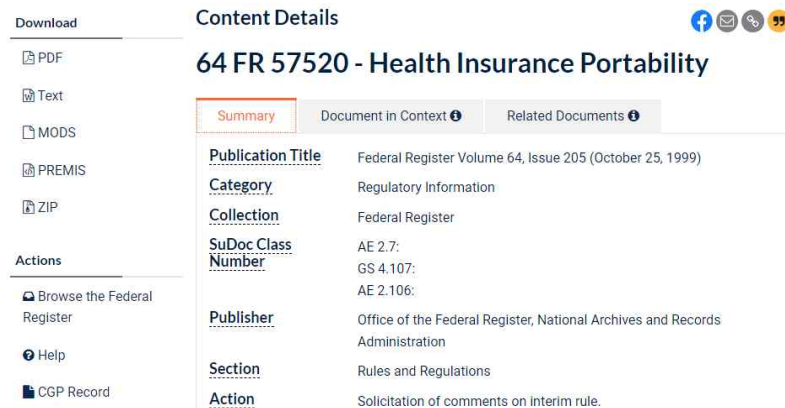 Download
PDF
Text
MODS
PREMIS
ZIP
Actions
Browse the Federal
Register
Help
CGP Record
Content Details
64 FR 57520 - Health Insurance Portability
Summary
Document in Context
Related Documents
Publication Title
Federal Register Volume 64, Issue 205 (October 25, 1999)
Category
Regulatory Information
Collection
Federal Register
SuDoc Class
Number
AE 2.7:
GS 4.107:
AE 2.106:
Publisher
Office of the Federal Register, National Archives and Records
Administration
Section
Rules and Regulations
Action
Solicitation of comments on interim rule.